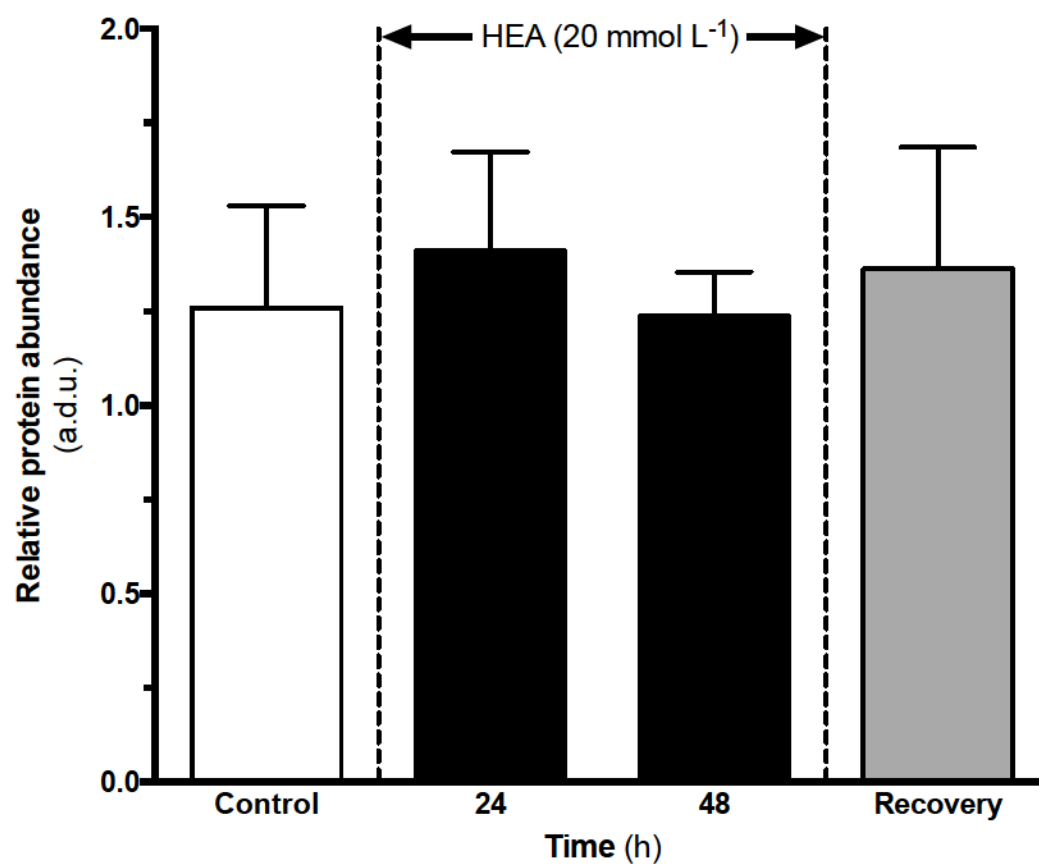 HEA (20 mmol L⁻¹)
Relative protein abundance
(a.d.u.)
2.0
1.5
1.0
0.5
0.0
Control 24 48 Recovery
Time (h)